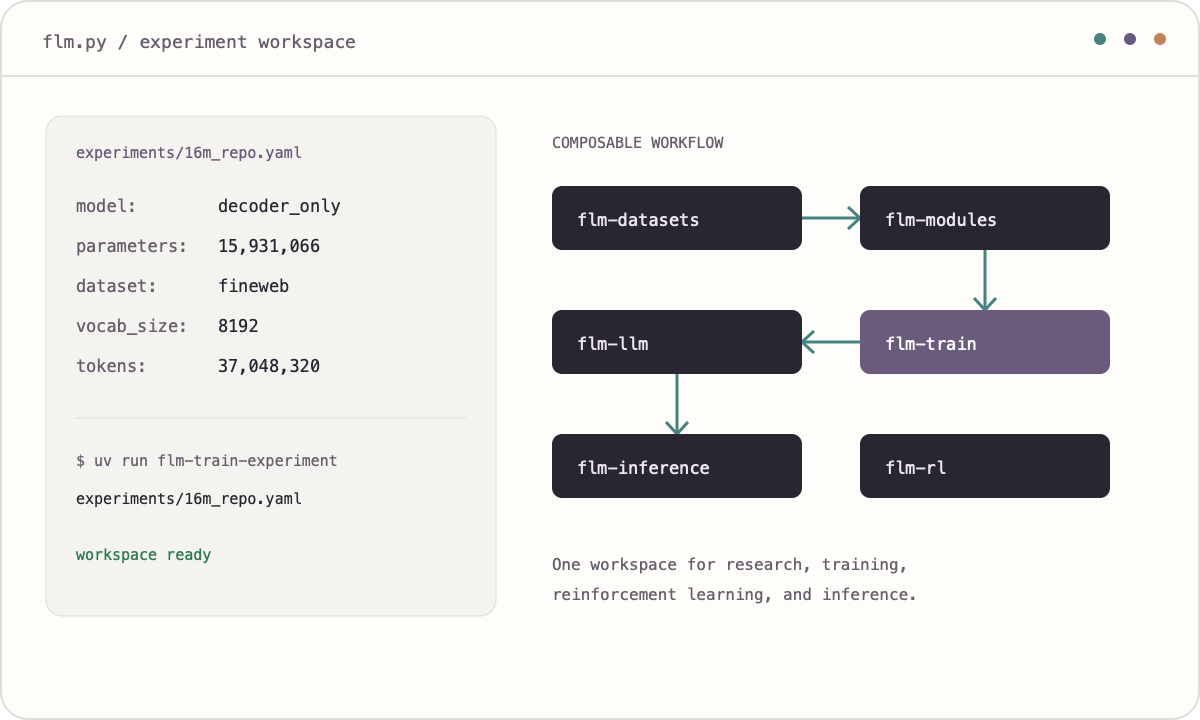 flm.py / experiment workspace
experiments/16m_repo.yaml
model: decoder_only
parameters: 15,931,066
dataset: fineweb
vocab_size: 8192
tokens: 37,048,320
$ uv run flm-train-experiment
experiments/16m_repo.yaml
workspace ready
COMPOSABLE WORKFLOW
flm-datasets
flm-modules
flm-llm
flm-train
flm-inference
flm-rl
One workspace for research, training,
reinforcement learning, and inference.